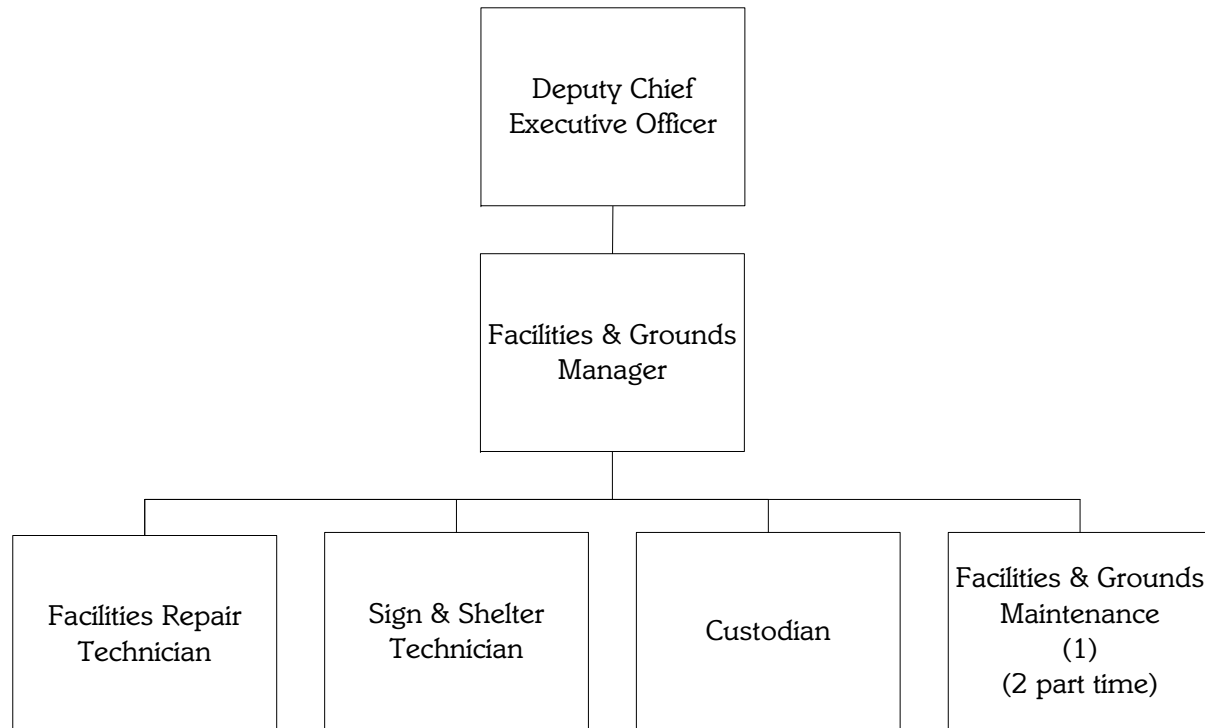 Deputy Chief
Executive Officer
Facilities & Grounds
Manager
Facilities Repair
Technician
Sign & Shelter
Technician
Custodian
Facilities & Grounds
Maintenance
(1)
(2 part time)